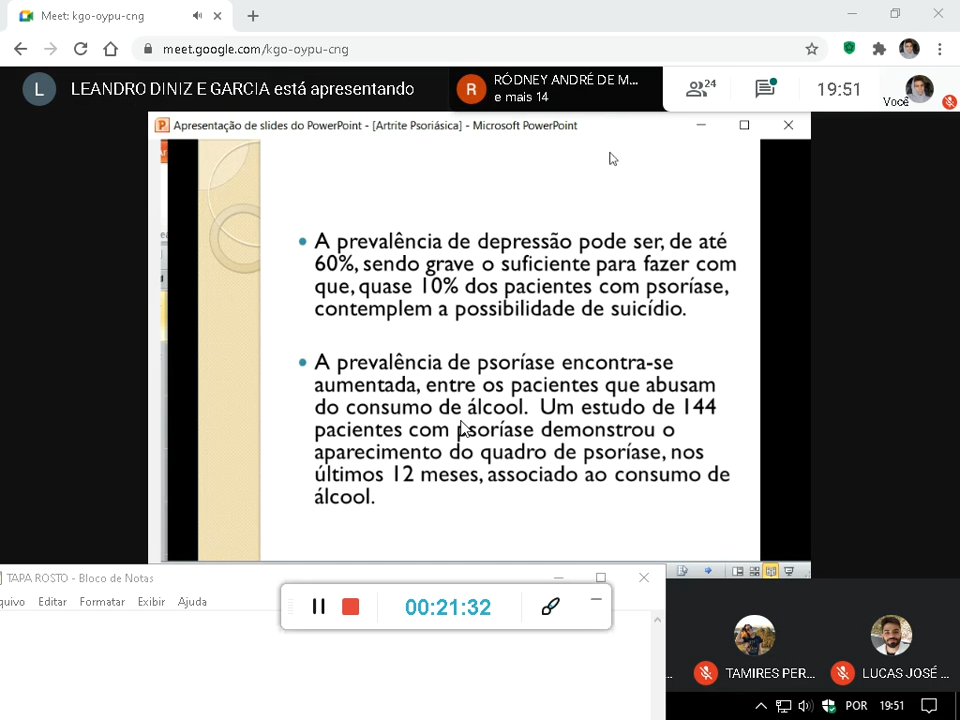 Meet: kgo-oypu-cng
meet.google.com/kgo-oypu-cng
L
LEANDRO DINIZ E GARCIA está apresentando
R
RÓDNEY ANDRÉ DE M...
e mais 14
24
19:51
Você
Apresentação de slides do PowerPoint - [Artrite Psoriásica] - Microsoft PowerPoint
• A prevalência de depressão pode ser, de até
60%, sendo grave o suficiente para fazer com
que, quase 10% dos pacientes com psoríase,
contemplem a possibilidade de suicídio.
• A prevalência de psoríase encontra-se
aumentada, entre os pacientes que abusam
do consumo de álcool. Um estudo de 144
pacientes com psoríase demonstrou o
aparecimento do quadro de psoríase, nos
últimos 12 meses, associado ao consumo de
álcool.
TAPA ROSTO - Bloco de Notas
quivo Editar Formatar Exibir Ajuda
00:21:32
TAMIRES PER...
LUCAS JOSÉ ...
POR 19:51